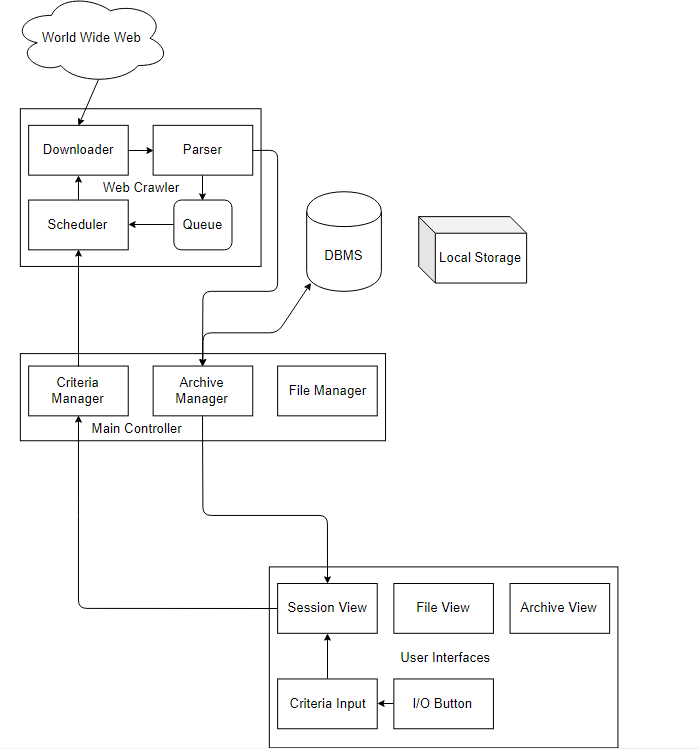 World Wide Web
Downloader
Parser
Web Crawler
Scheduler
Queue
DBMS
Local Storage
Criteria
Manager
Archive
Manager
File Manager
Main Controller
Session View
File View
Archive View
User Interfaces
Criteria Input
I/O Button